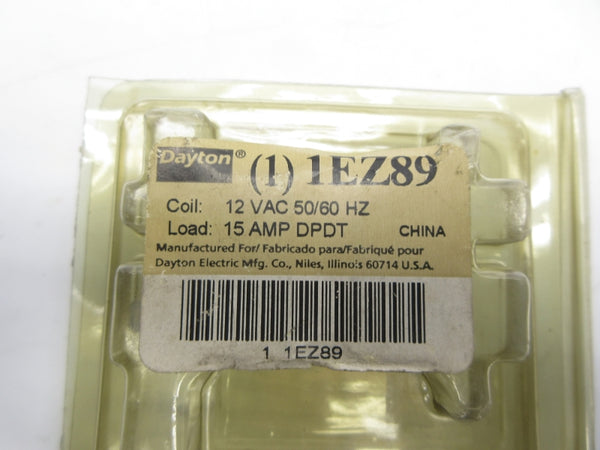 Dayton® (1) 1EZ89
Coil: 12 VAC 50/60 HZ
Load: 15 AMP DPDT CHINA
Manufactured For/ Fabricado para/Fabriqué pour
Dayton Electric Mfg. Co., Niles, Illinois 60714 U.S.A.
1 1EZ89